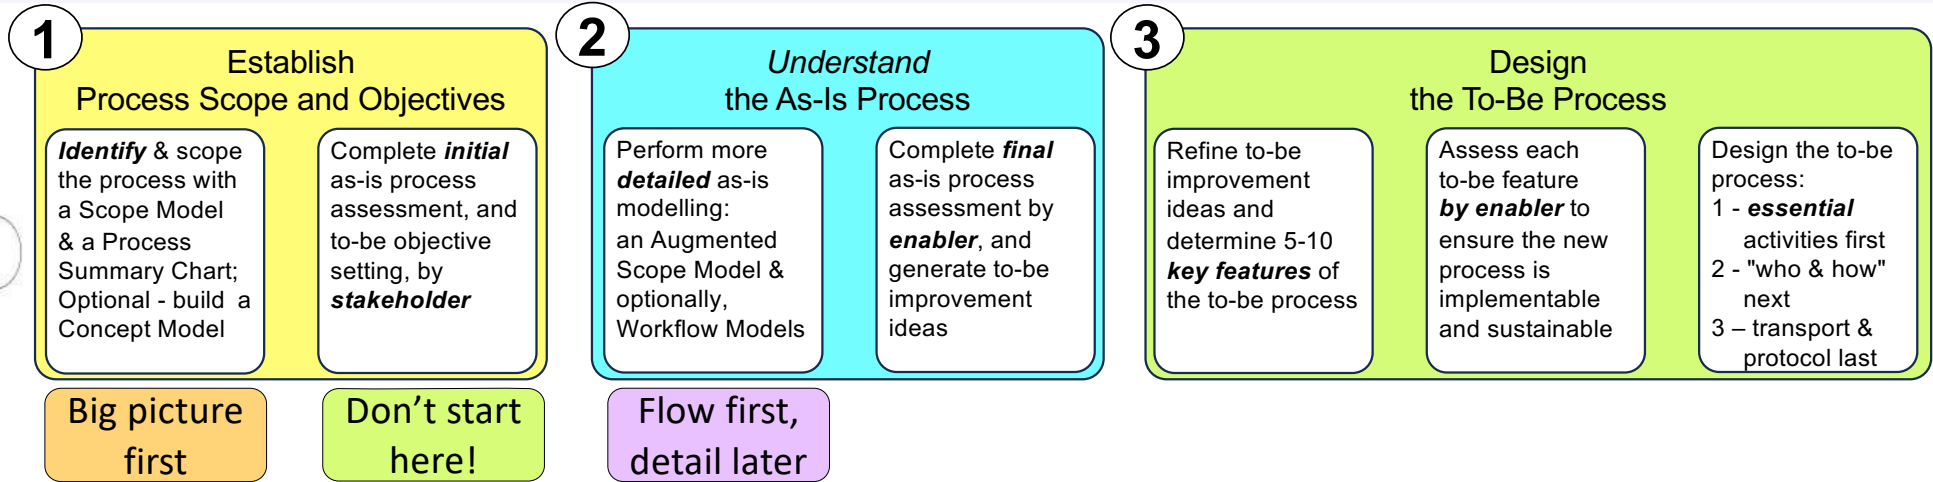 1
Establish
Process Scope and Objectives
Identify & scope
the process with
a Scope Model
& a Process
Summary Chart;
Optional - build a
Concept Model
Complete initial
as-is process
assessment, and
to-be objective
setting, by
stakeholder
Big picture
first
Don’t start
here!
2
Understand
the As-Is Process
Perform more
detailed as-is
modelling:
an Augmented
Scope Model &
optionally,
Workflow Models
Complete final
as-is process
assessment by
enabler, and
generate to-be
improvement
ideas
Flow first,
detail later
3
Design
the To-Be Process
Refine to-be
improvement
ideas and
determine 5-10
key features of
the to-be process
Assess each
to-be feature
by enabler to
ensure the new
process is
implementable
and sustainable
Design the to-be
process:
1 - essential
activities first
2 - "who & how"
next
3 – transport &
protocol last